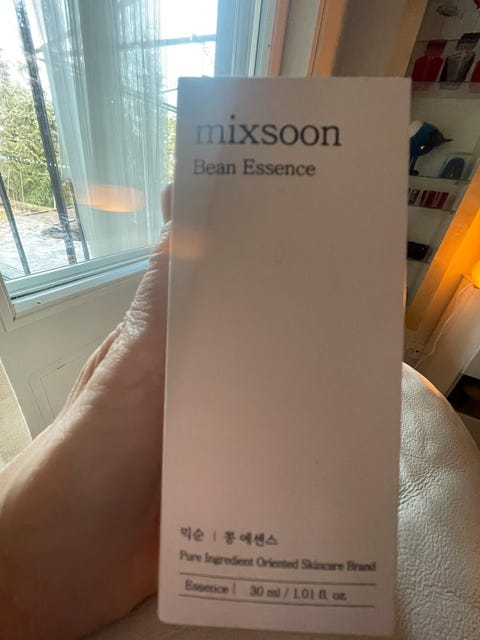 mixsoon
Bean Essence
믹순 | 콩 에센스
Pure Ingredient Oriented Skincare Brand
Essence | 30 ml / 1.01 fl. oz.